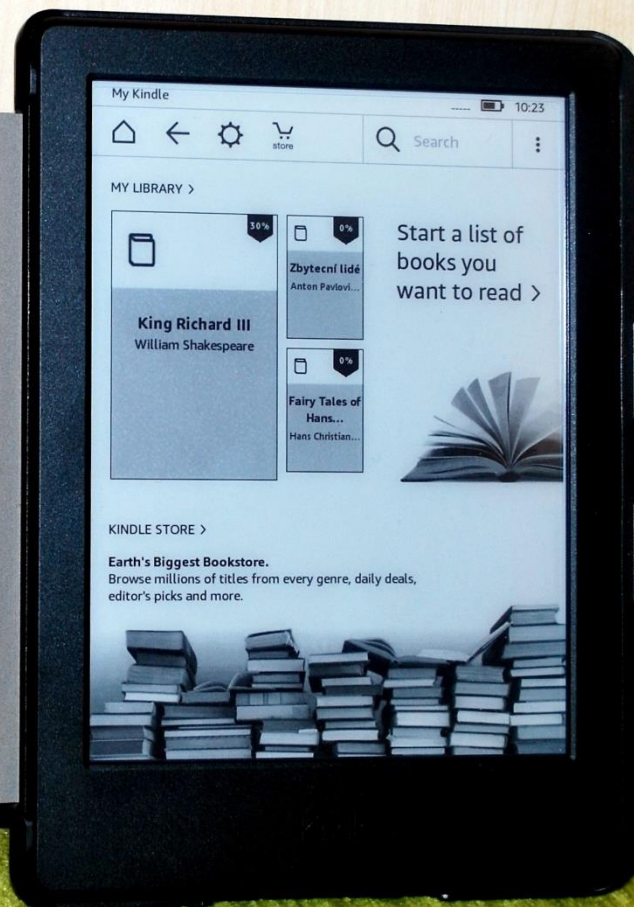 My Kindle
10:23
store
Search
MY LIBRARY >
30%
King Richard III
William Shakespeare
0%
Zbytecní lidé
Anton Pavlovi...
0%
Fairy Tales of
Hans...
Hans Christian...
Start a list of
books you
want to read >
KINDLE STORE >
Earth's Biggest Bookstore.
Browse millions of titles from every genre, daily deals,
editor's picks and more.